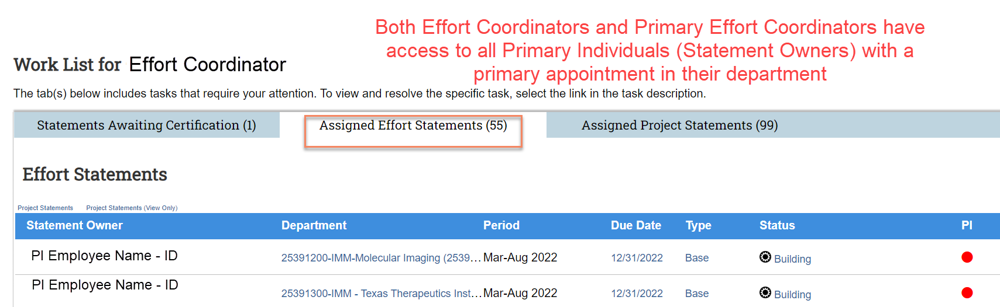 Both Effort Coordinators and Primary Effort Coordinators have
access to all Primary Individuals (Statement Owners) with a
primary appointment in their department
Work List for Effort Coordinator
The tab(s) below includes tasks that require your attention. To view and resolve the specific task, select the link in the task description.
Statements Awaiting Certification (1) Assigned Effort Statements (55) Assigned Project Statements (99)
Effort Statements
Project Statements Project Statements (View Only)
Statement Owner Department Period Due Date Type Status PI
PI Employee Name - ID 25391200-IMM-Molecular Imaging (2539... Mar-Aug 2022 12/31/2022 Base Building
PI Employee Name - ID 25391300-IMM - Texas Therapeutics Inst... Mar-Aug 2022 12/31/2022 Base Building